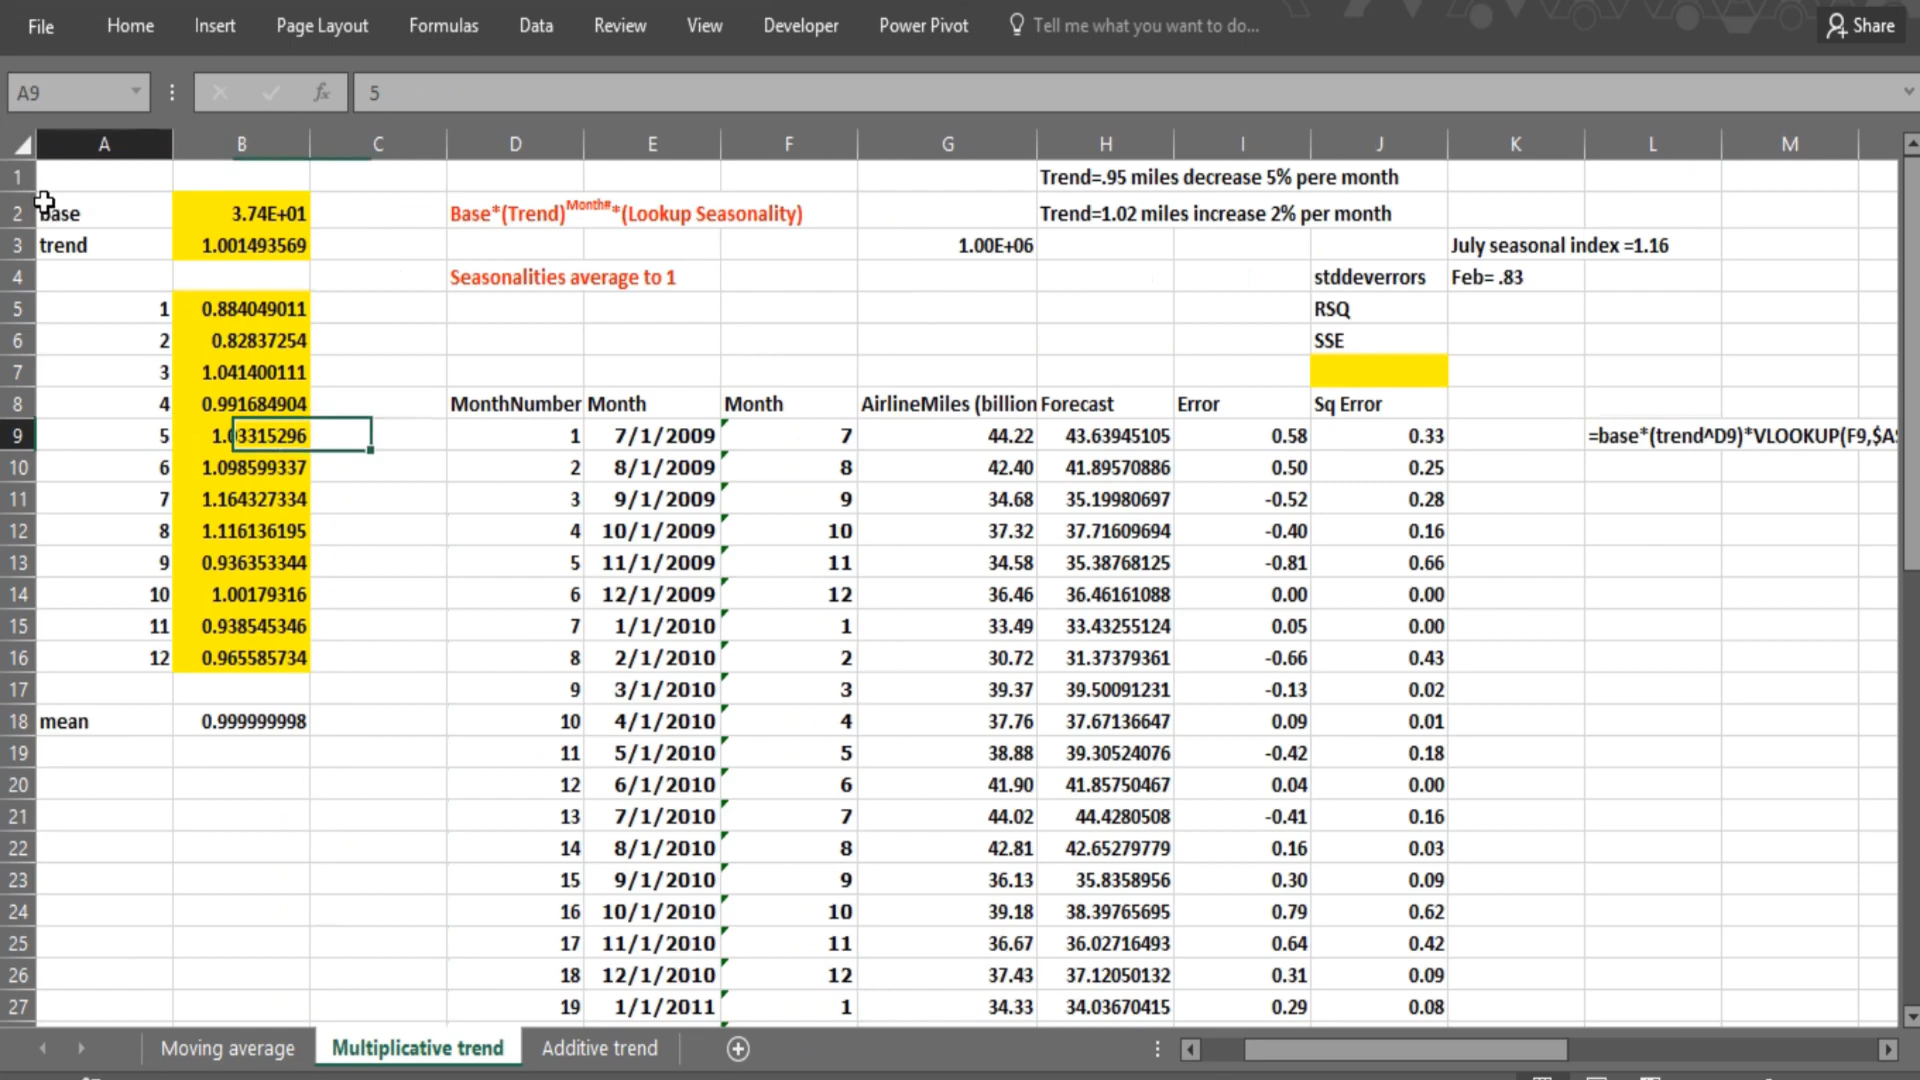 File Home Insert Page Layout Formulas Data Review View Developer Power Pivot Tell me what you want to do... Share
A9 fx 5
A B C D E F G H I J K L M
1 Trend=.95 miles decrease 5% pere month
2 base 3.74E+01 Base*(Trend)^Month#*(Lookup Seasonality) Trend=1.02 miles increase 2% per month
3 trend 1.001493569 1.00E+06 July seasonal index =1.16
4 Seasonalities average to 1 stddeverrors Feb= .83
5 1 0.884049011 RSQ
6 2 0.82837254 SSE
7 3 1.041400111
8 4 0.991684904 MonthNumber Month Month AirlineMiles (billion Forecast Error Sq Error
9 5 1.03315296 1 7/1/2009 7 44.22 43.63945105 0.58 0.33 =base*(trend^D9)*VLOOKUP(F9,$A
10 6 1.098599337 2 8/1/2009 8 42.40 41.89570886 0.50 0.25
11 7 1.164327334 3 9/1/2009 9 34.68 35.19980697 -0.52 0.28
12 8 1.116136195 4 10/1/2009 10 37.32 37.71609694 -0.40 0.16
13 9 0.936353344 5 11/1/2009 11 34.58 35.38768125 -0.81 0.66
14 10 1.00179316 6 12/1/2009 12 36.46 36.46161088 0.00 0.00
15 11 0.938545346 7 1/1/2010 1 33.49 33.43255124 0.05 0.00
16 12 0.965585734 8 2/1/2010 2 30.72 31.37379361 -0.66 0.43
17 9 3/1/2010 3 39.37 39.50091231 -0.13 0.02
18 mean 0.999999998 10 4/1/2010 4 37.76 37.67136647 0.09 0.01
19 11 5/1/2010 5 38.88 39.30524076 -0.42 0.18
20 12 6/1/2010 6 41.90 41.85750467 0.04 0.00
21 13 7/1/2010 7 44.02 44.4280508 -0.41 0.16
22 14 8/1/2010 8 42.81 42.65279779 0.16 0.03
23 15 9/1/2010 9 36.13 35.8358956 0.30 0.09
24 16 10/1/2010 10 39.18 38.39765695 0.79 0.62
25 17 11/1/2010 11 36.67 36.02716493 0.64 0.42
26 18 12/1/2010 12 37.43 37.12050132 0.31 0.09
27 19 1/1/2011 1 34.33 34.03670415 0.29 0.08
Moving average Multiplicative trend Additive trend